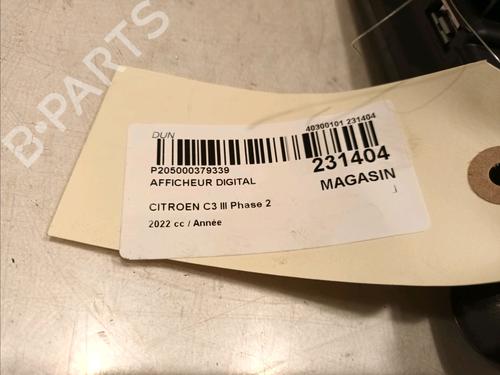 B-PARTS
DUN
40300101 231404
P205000379339
231404
AFFICHEUR DIGITAL
MAGASIN
J
CITROEN C3 III Phase 2
2022 cc / Année